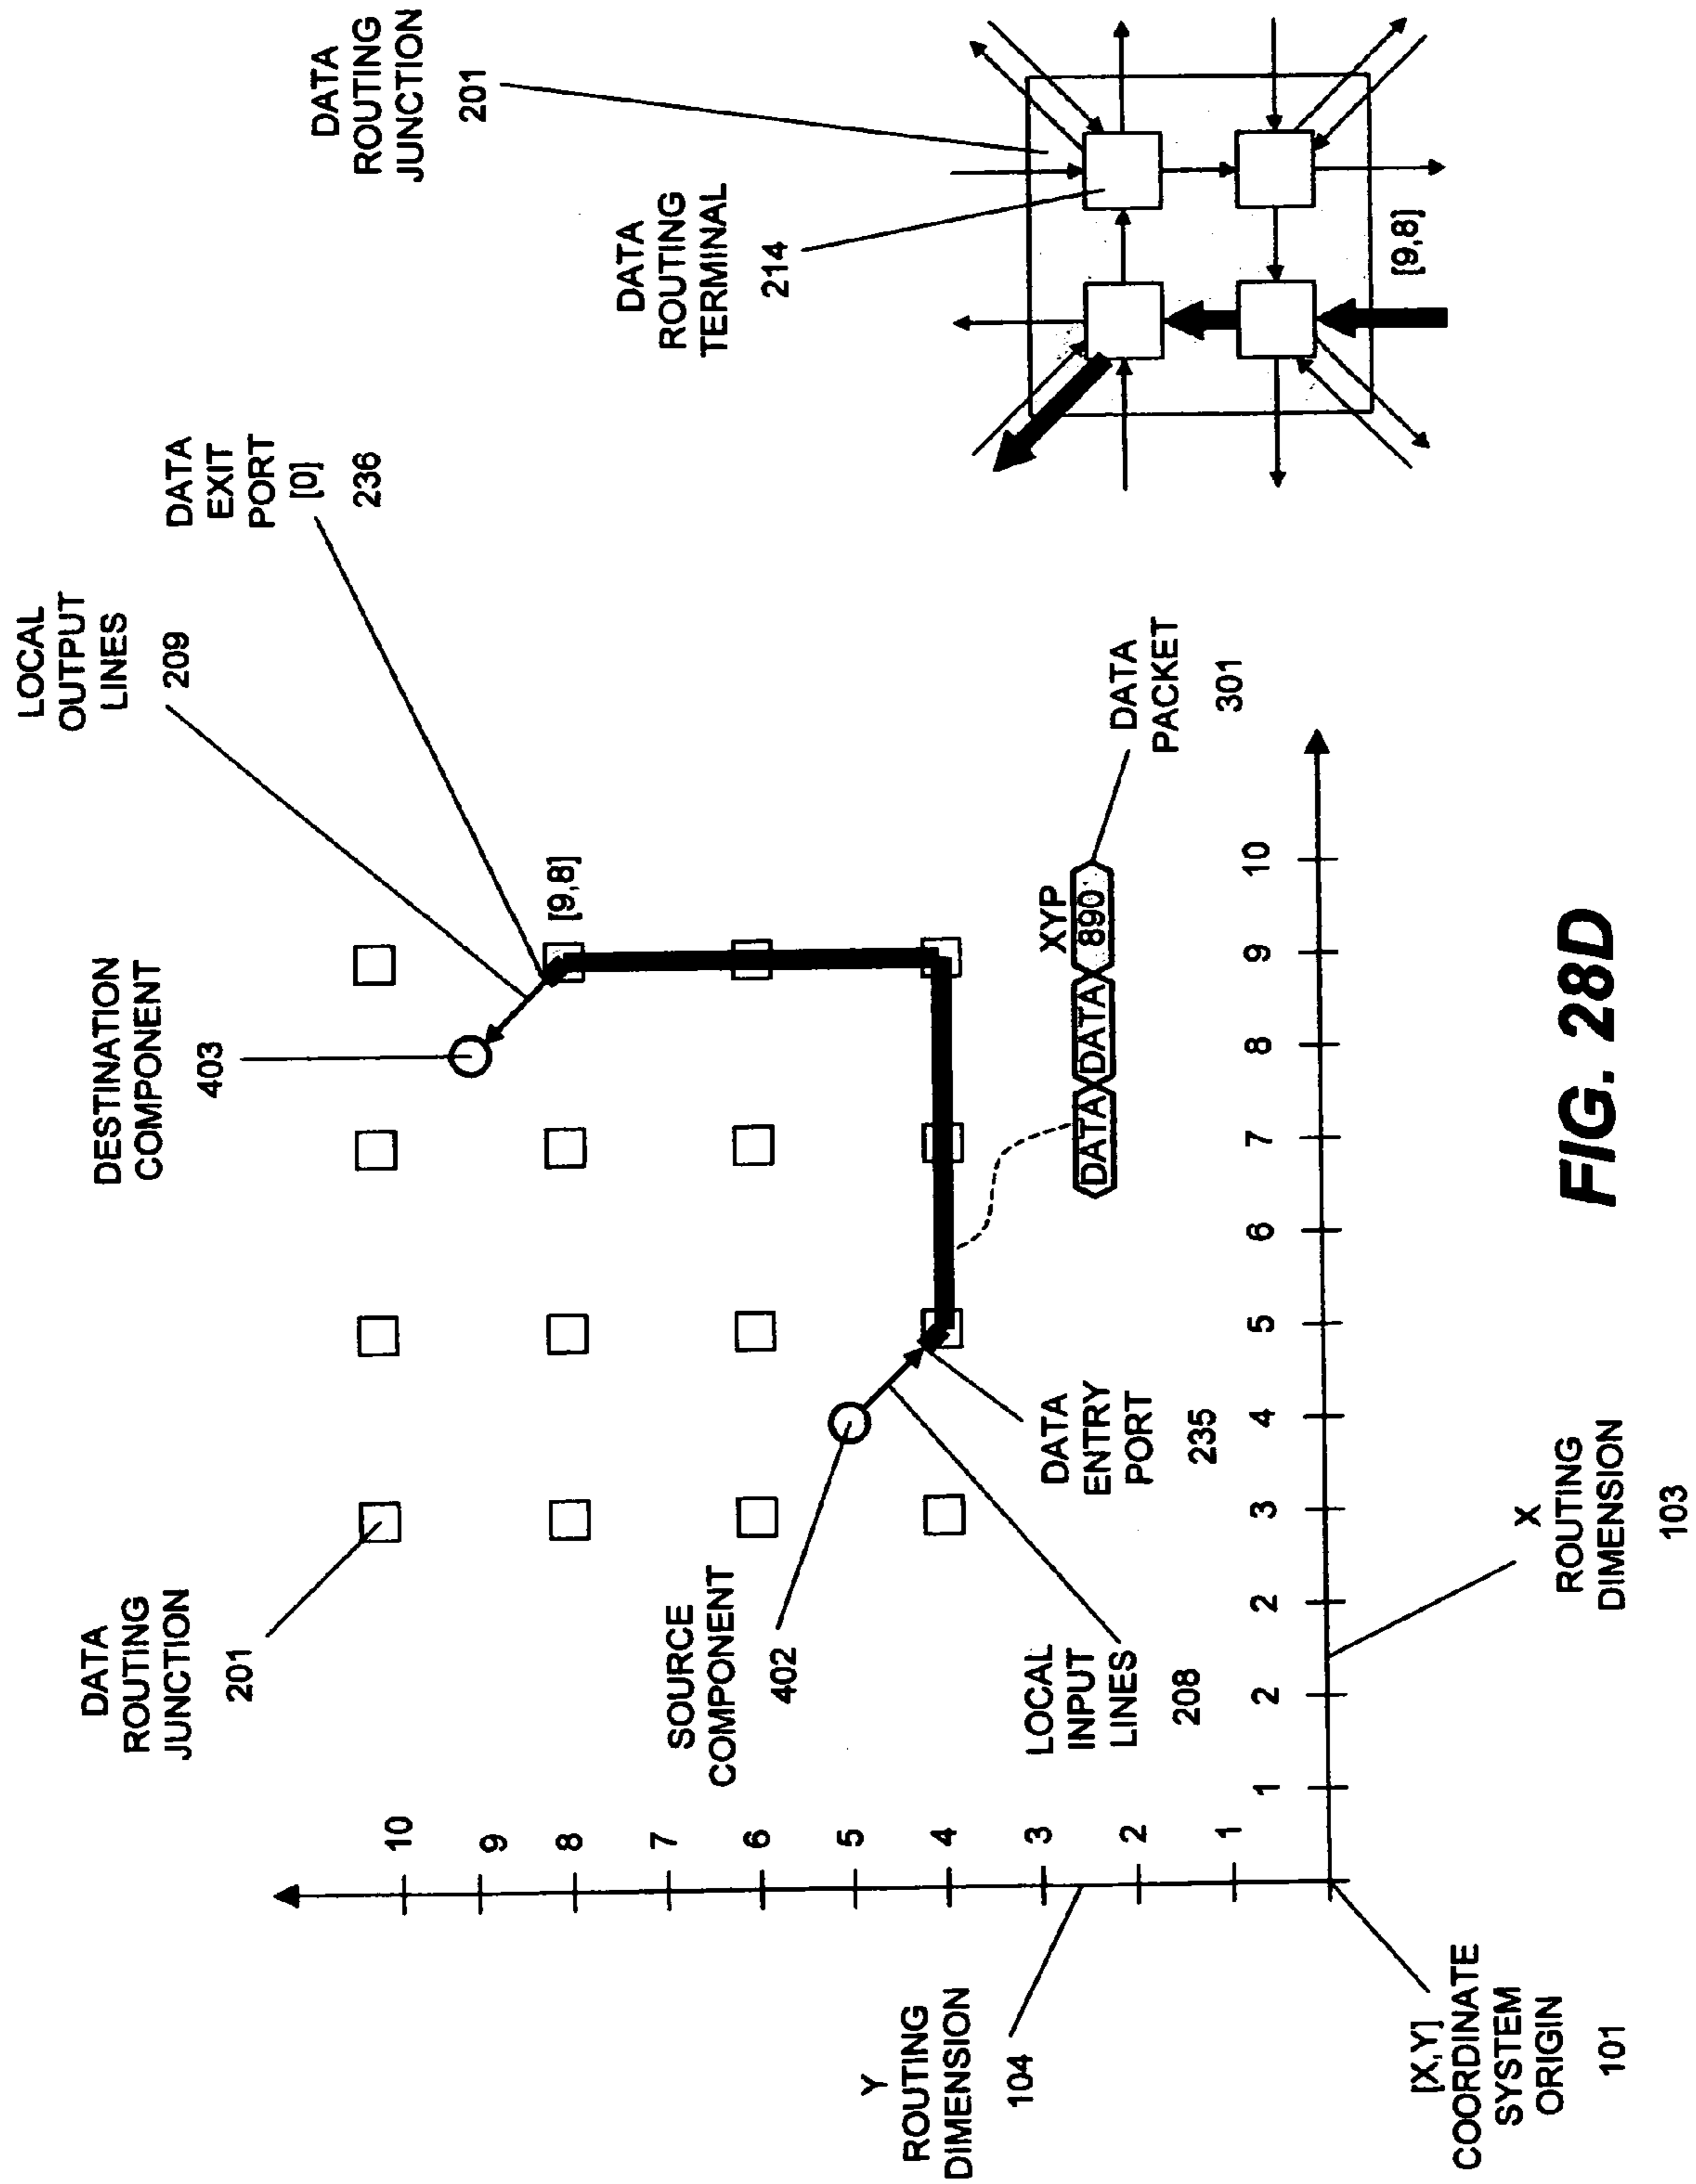 LOCAL
OUTPUT
LINES
209
DATA
EXIT
PORT
[0]
236
DATA
ROUTING
JUNCTION
201
DESTINATION
COMPONENT
403
DATA
ROUTING
JUNCTION
201
DATA
ROUTING
TERMINAL
214
[9,8]
[9,8]
SOURCE
COMPONENT
402
10
9
8
7
6
5
4
3
2
1
Y
ROUTING
DIMENSION
104
LOCAL
INPUT
LINES
208
DATA
ENTRY
PORT
235
XYP
DATA DATA 890
DATA
PACKET
301
1 2 2 3 4 5 6 7 8 9 10
[X,Y]
COORDINATE
SYSTEM
ORIGIN
101
X
ROUTING
DIMENSION
103
FIG. 28D